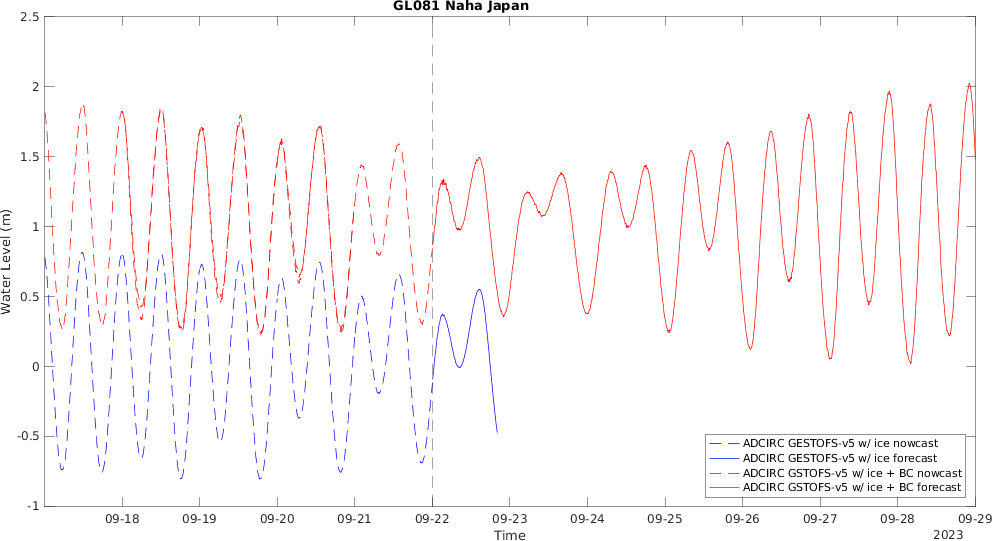 GL081 Naha Japan
2.5
2
1.5
1
0.5
0
-0.5
-1
Water Level (m)
ADCIRC GESTOFS-v5 w/ ice nowcast
ADCIRC GESTOFS-v5 w/ ice forecast
ADCIRC GSTOFS-v5 w/ ice + BC nowcast
ADCIRC GSTOFS-v5 w/ ice + BC forecast
09-18 09-19 09-20 09-21 09-22 09-23 09-24 09-25 09-26 09-27 09-28 09-29
Time
2023